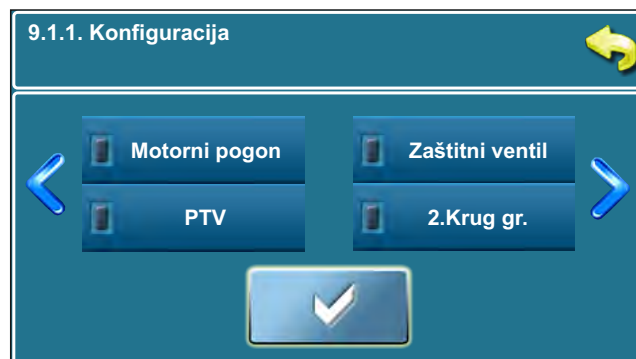 9.1.1. Konfiguracija
Motorni pogon
Zaštitni ventil
PTV
2.Krug gr.